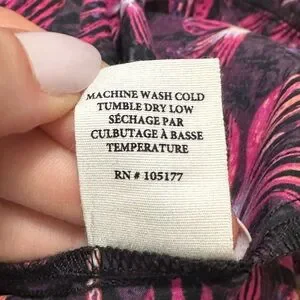 MACHINE WASH COLD
TUMBLE DRY LOW
SÉCHAGE PAR
CULBUTAGE À BASSE
TEMPERATURE
RN # 105177